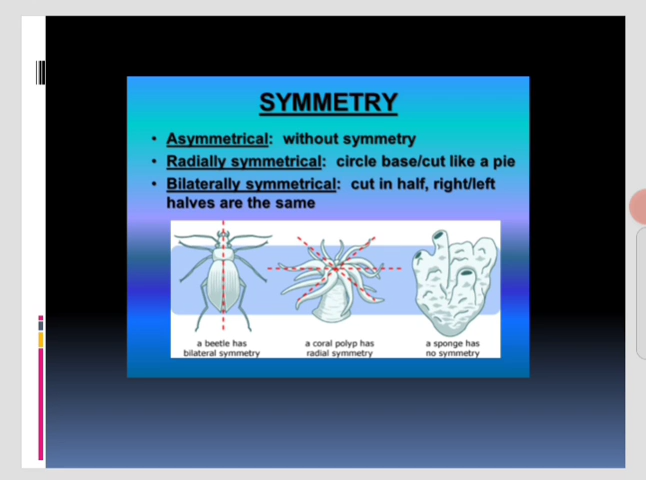 SYMMETRY
• Asymmetrical: without symmetry
• Radially symmetrical: circle base/cut like a pie
• Bilaterally symmetrical: cut in half, right/left
halves are the same
a beetle has
bilateral symmetry
a coral polyp has
radial symmetry
a sponge has
no symmetry